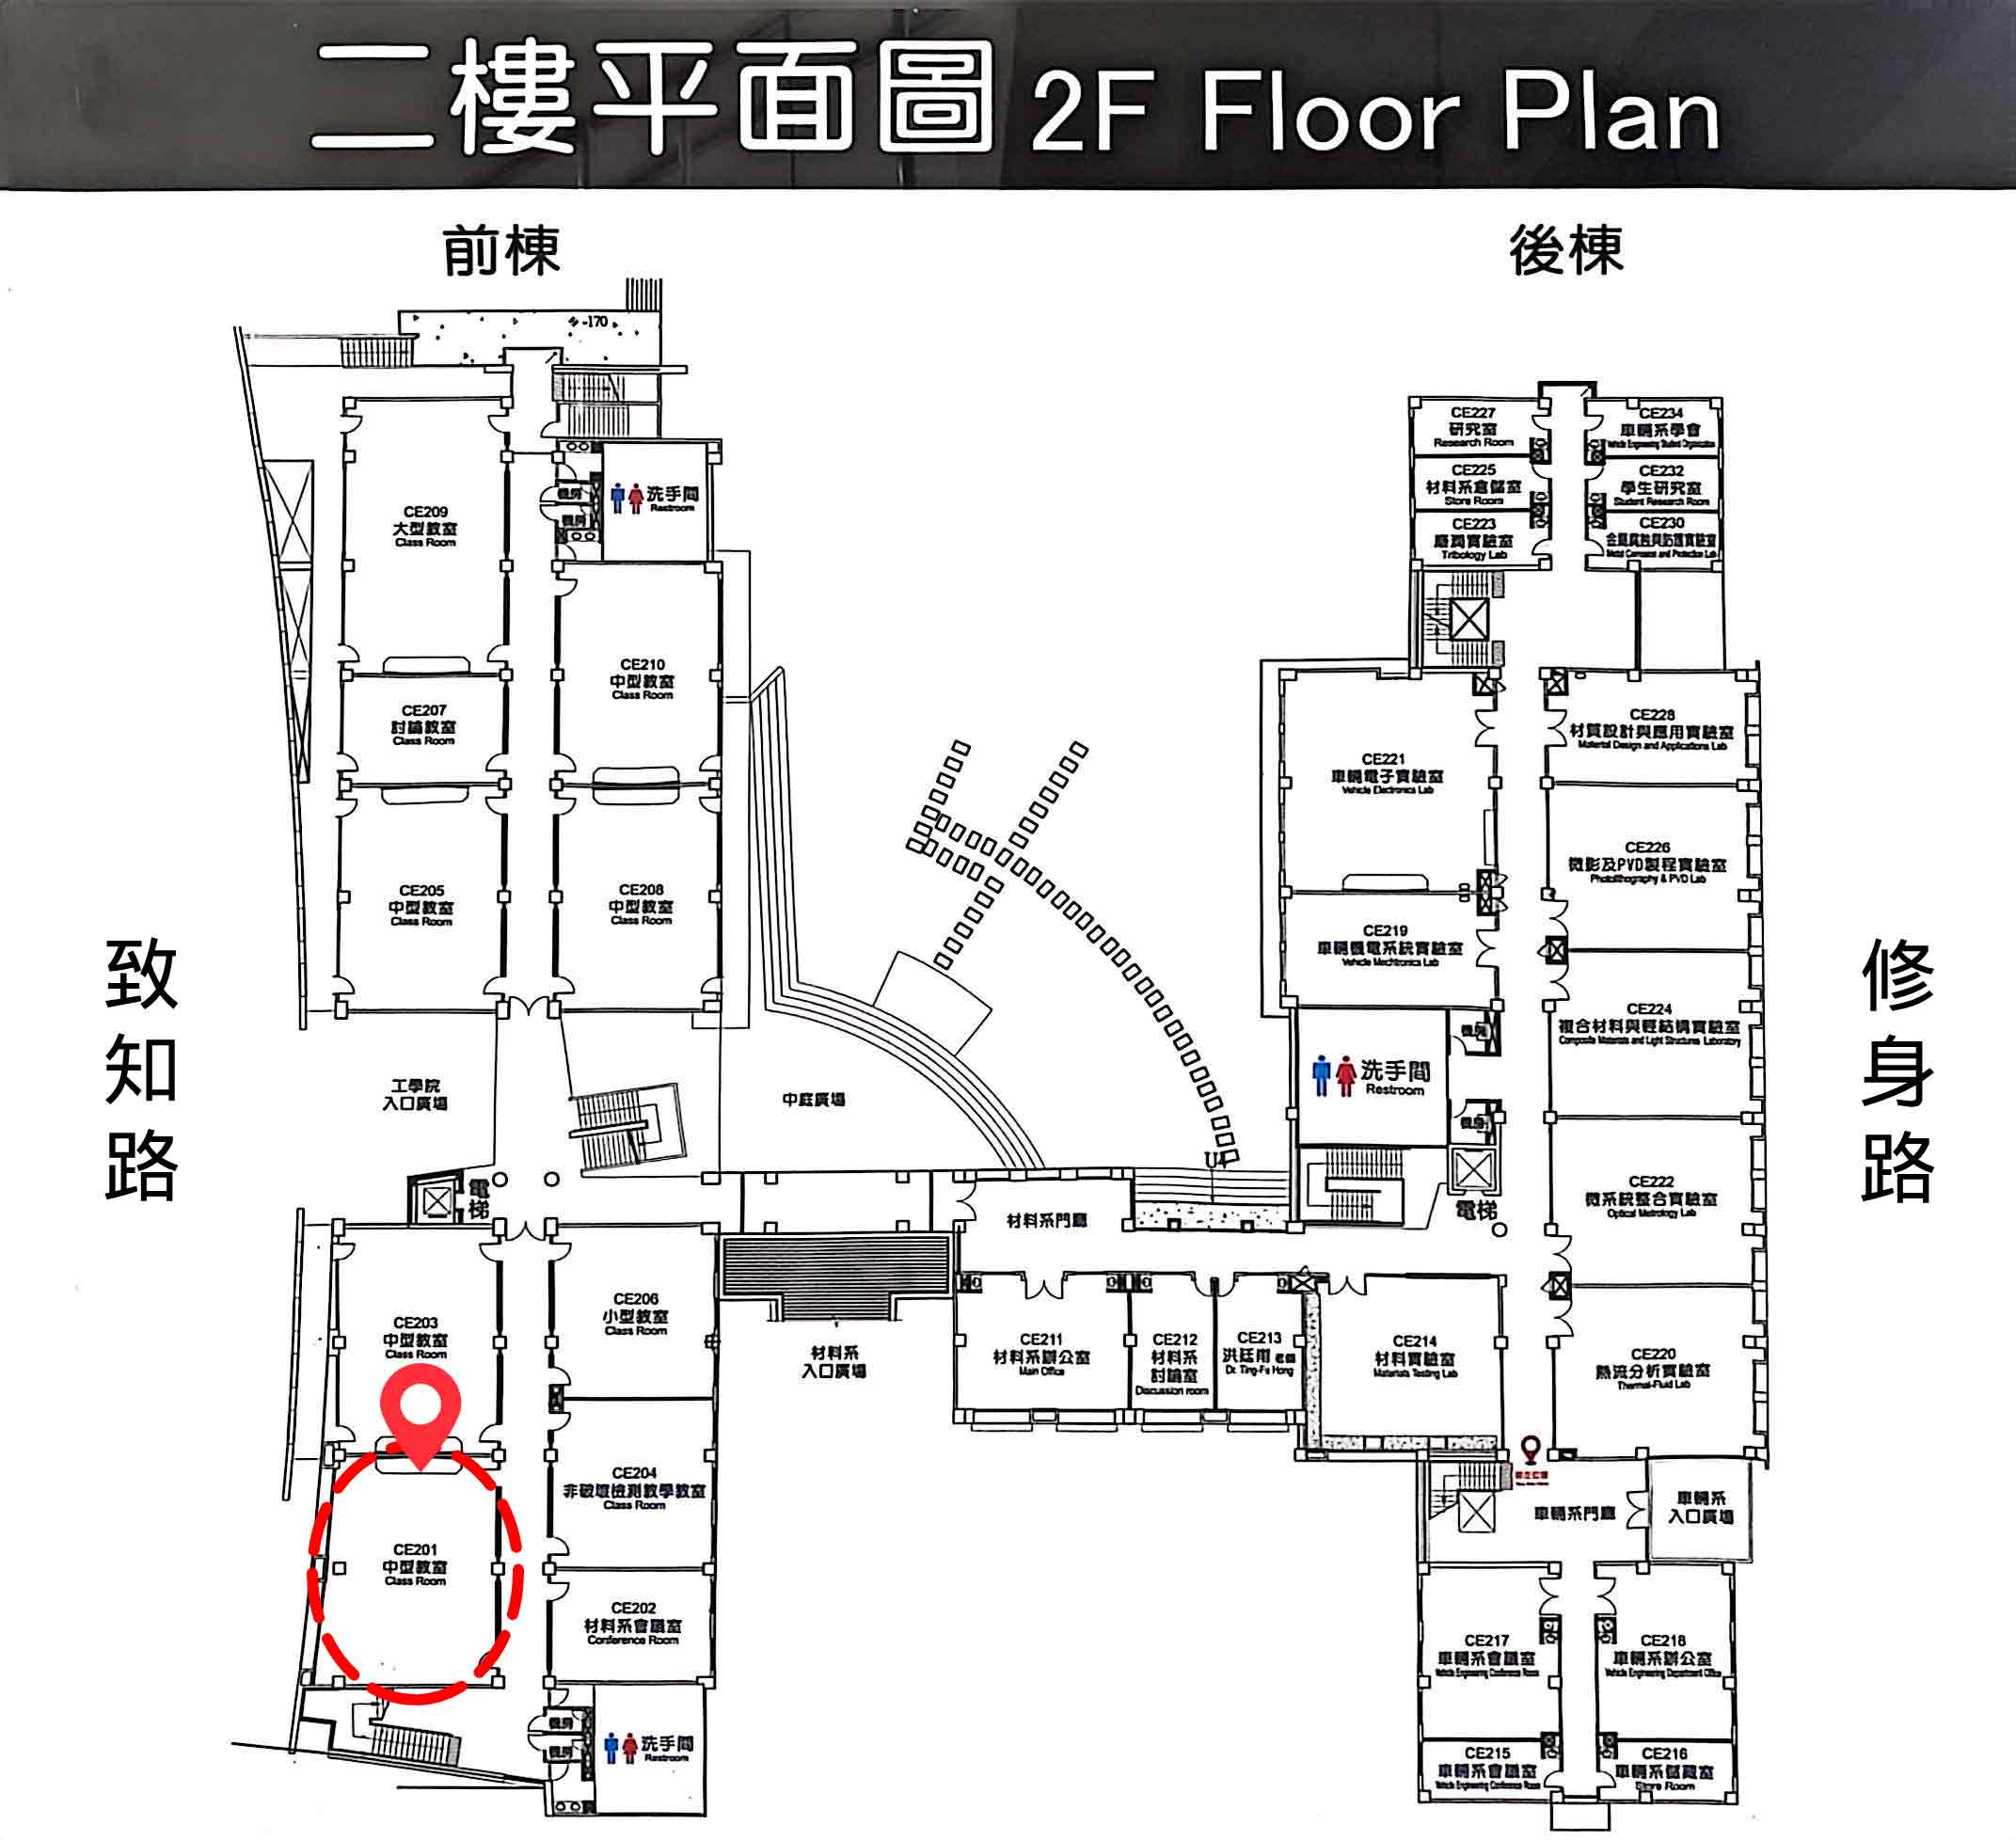 二樓平面圖 2F Floor Plan
前棟
後棟
致知路
修身路
-170
CE209
大型教室
Class Room
洗手間
Restroom
機房
機房
CE210
中型教室
Class Room
CE207
討論教室
Class Room
CE205
中型教室
Class Room
CE208
中型教室
Class Room
工學院
入口廣場
中庭廣場
電梯
CE203
中型教室
Class Room
CE206
小型教室
Class Room
CE204
非破壞檢測教學教室
Class Room
CE201
中型教室
Class Room
CE202
材料系會議室
Conference Room
機房
機房
洗手間
Restroom
材料系
入口廣場
材料系門廳
CE211
材料系辦公室
Main Office
CE212
材料系
討論室
Discussion room
CE213
洪廷甫 老師
Dr. Ting-Fu Hong
CE214
材料實驗室
Materials Testing Lab
CE227
研究室
Research Room
CE225
材料系倉儲室
Store Room
CE223
磨潤實驗室
Tribology Lab
CE234
車輛系學會
Vehicle Engineering Student Organization
CE232
學生研究室
Student Research Room
CE230
金屬腐蝕與防護實驗室
Metal Corrosion and Protection Lab
CE221
車輛電子實驗室
Vehicle Electronics Lab
CE219
車輛機電系統實驗室
Vehicle Mechtronics Lab
機房
洗手間
Restroom
機房
電梯
CE228
材質設計與應用實驗室
Material Design and Applications Lab
CE226
微影及PVD製程實驗室
Photolithography & PVD Lab
CE224
複合材料與輕結構實驗室
Composite Materials and Light Structures Laboratory
CE222
微系統整合實驗室
Optical Metrology Lab
CE220
熱流分析實驗室
Thermal-Fluid Lab
車輛系門廳
車輛系
入口廣場
CE217
車輛系會議室
Vehicle Engineering Conference Room
CE218
車輛系辦公室
Vehicle Engineering Department Office
CE215
車輛系會議室
Vehicle Engineering Conference Room
CE216
車輛系儲藏室
Store Room